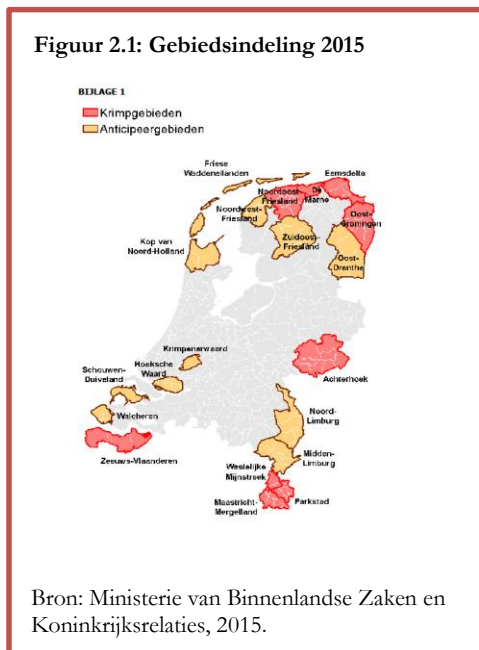 Figuur 2.1: Gebiedsindeling 2015
BIJLAGE 1
Krimpgebieden
Anticipeergebieden
Friese
Waddeneilanden
Eemsdelta
Noordoost-
Friesland
De
Marne
Noordwest-
Friesland
Oost-
Groningen
Zuidoost-
Friesland
Kop van
Noord-Holland
Oost-
Drenthe
Krimpenerwaard
Hoeksche
Waard
Schouwen-
Duiveland
Achterhoek
Walcheren
Noord-
Limburg
Zeeuws-Vlaanderen
Midden-
Limburg
Westelijke
Mijnstreek
Maastricht-
Mergelland
Parkstad
Bron: Ministerie van Binnenlandse Zaken en
Koninkrijksrelaties, 2015.